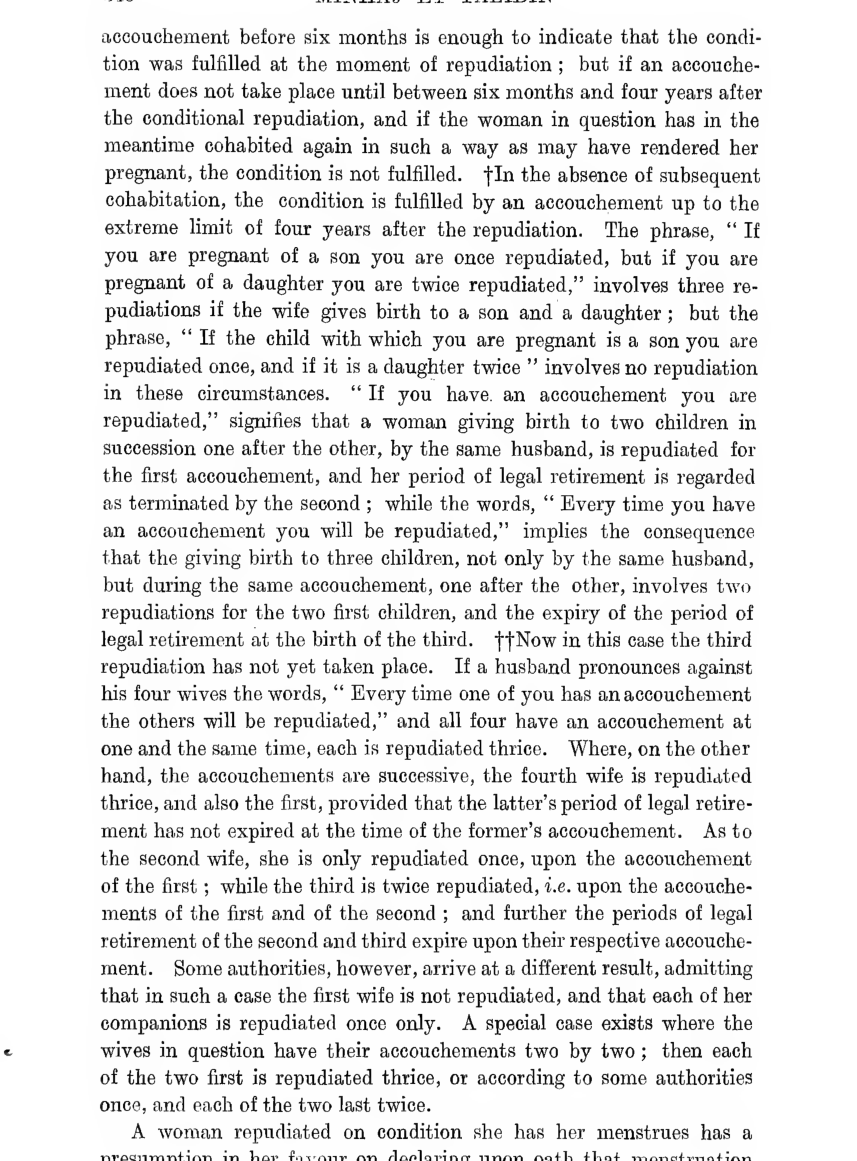 accouchement before six months is enough to indicate that the condi-
tion was fulfilled at the moment of repudiation ; but if an accouche-
ment does not take place until between six months and four years after
the conditional repudiation, and if the woman in question has in the
meantime cohabited again in such a way as may have rendered her
pregnant, the condition is not fulfilled. †In the absence of subsequent
cohabitation, the condition is fulfilled by an accouchement up to the
extreme limit of four years after the repudiation. The phrase, “ If
you are pregnant of a son you are once repudiated, but if you are
pregnant of a daughter you are twice repudiated,” involves three re-
pudiations if the wife gives birth to a son and a daughter ; but the
phrase, “ If the child with which you are pregnant is a son you are
repudiated once, and if it is a daughter twice ” involves no repudiation
in these circumstances. “ If you have. an accouchement you are
repudiated,” signifies that a woman giving birth to two children in
succession one after the other, by the same husband, is repudiated for
the first accouchement, and her period of legal retirement is regarded
as terminated by the second ; while the words, “ Every time you have
an accouchement you will be repudiated,” implies the consequence
that the giving birth to three children, not only by the same husband,
but during the same accouchement, one after the other, involves two
repudiations for the two first children, and the expiry of the period of
legal retirement at the birth of the third. ††Now in this case the third
repudiation has not yet taken place. If a husband pronounces against
his four wives the words, “ Every time one of you has an accouchement
the others will be repudiated,” and all four have an accouchement at
one and the same time, each is repudiated thrice. Where, on the other
hand, the accouchements are successive, the fourth wife is repudiated
thrice, and also the first, provided that the latter’s period of legal retire-
ment has not expired at the time of the former’s accouchement. As to
the second wife, she is only repudiated once, upon the accouchement
of the first ; while the third is twice repudiated, i.e. upon the accouche-
ments of the first and of the second ; and further the periods of legal
retirement of the second and third expire upon their respective accouche-
ment. Some authorities, however, arrive at a different result, admitting
that in such a case the first wife is not repudiated, and that each of her
companions is repudiated once only. A special case exists where the
wives in question have their accouchements two by two ; then each
of the two first is repudiated thrice, or according to some authorities
once, and each of the two last twice.
A woman repudiated on condition she has her menstrues has a
presumption in her favour on declaring upon oath that menstruation